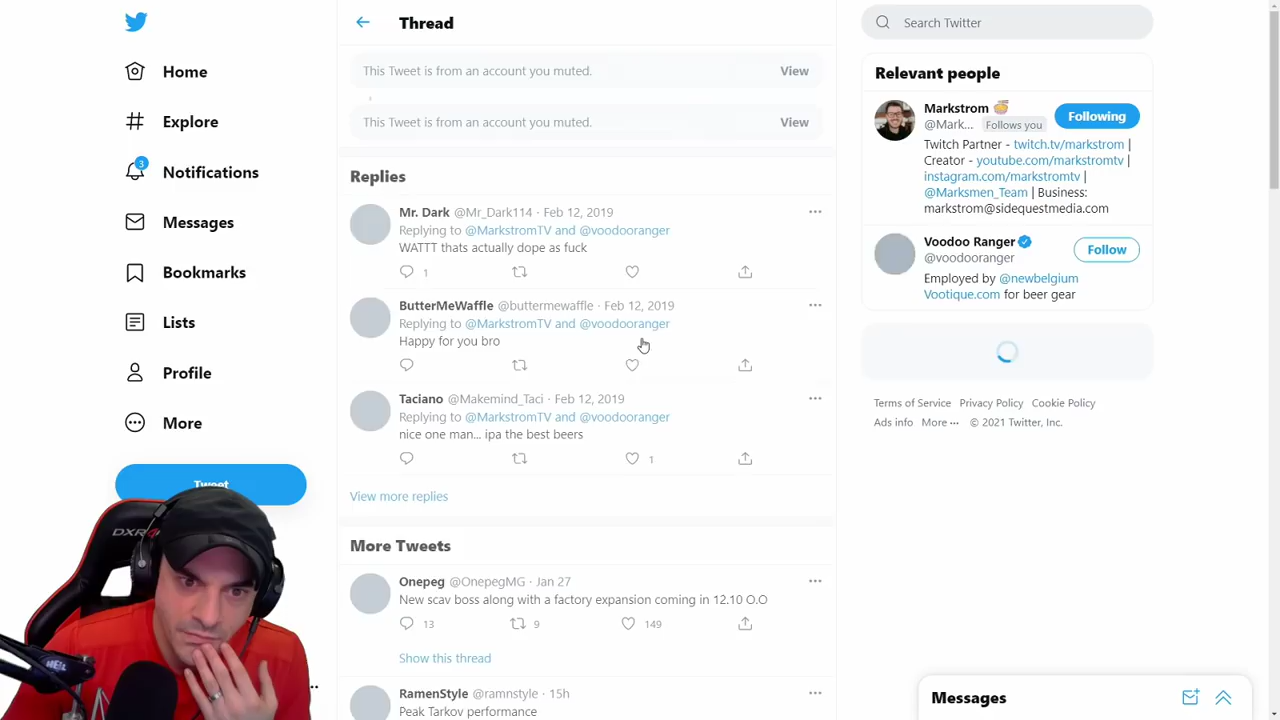 Home
Explore
3
Notifications
Messages
Bookmarks
Lists
Profile
More
Tweet
Thread
This Tweet is from an account you muted.
View
This Tweet is from an account you muted.
View
Replies
Mr. Dark @Mr_Dark114 · Feb 12, 2019
Replying to @MarkstromTV and @voodooranger
WATTT thats actually dope as fuck
1
ButterMeWaffle @buttermewaffle · Feb 12, 2019
Replying to @MarkstromTV and @voodooranger
Happy for you bro
Taciano @Makemind_Taci · Feb 12, 2019
Replying to @MarkstromTV and @voodooranger
nice one man... ipa the best beers
1
View more replies
More Tweets
Onepeg @OnepegMG · Jan 27
New scav boss along with a factory expansion coming in 12.10 O.O
13 9 149
Show this thread
RamenStyle @ramnstyle · 15h
Peak Tarkov performance
Search Twitter
Relevant people
Markstrom
@Mark... Follows you
Following
Twitch Partner - twitch.tv/markstrom |
Creator - youtube.com/markstromtv |
instagram.com/markstromtv |
@Marksmen_Team | Business:
markstrom@sidequestmedia.com
Voodoo Ranger
@voodooranger
Follow
Employed by @newbelgium
Vootique.com for beer gear
Terms of Service Privacy Policy Cookie Policy
Ads info More ··· © 2021 Twitter, Inc.
Messages
DXR